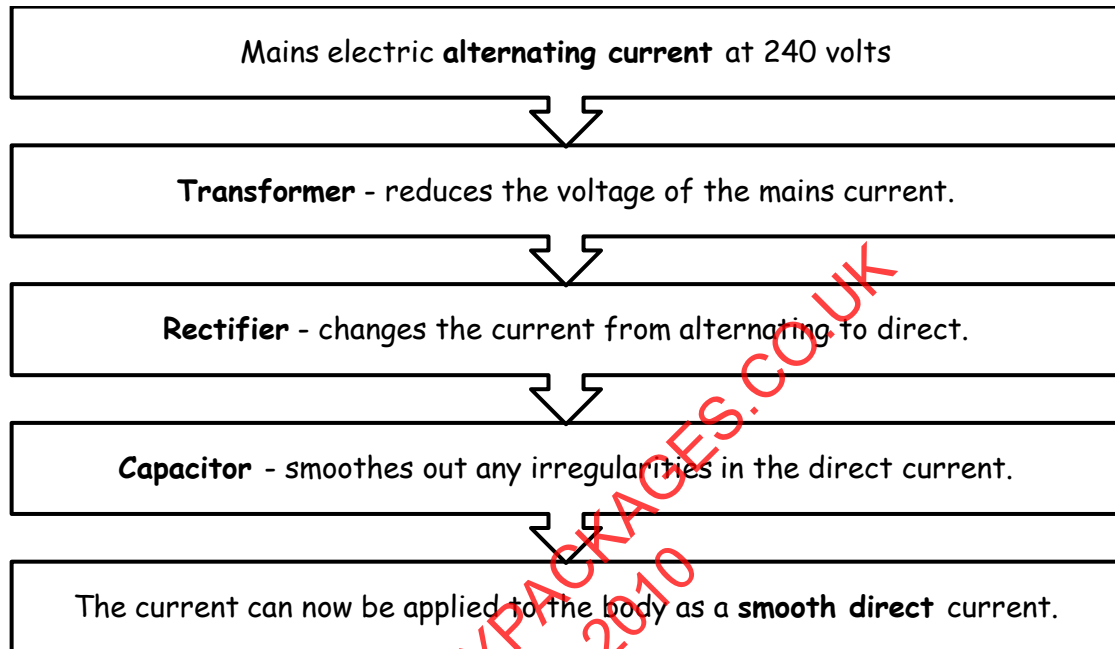 Mains electric alternating current at 240 volts
Transformer - reduces the voltage of the mains current.
Rectifier - changes the current from alternating to direct.
Capacitor - smoothes out any irregularities in the direct current.
The current can now be applied to the body as a smooth direct current.
PACKAGES.CO.UK
2010